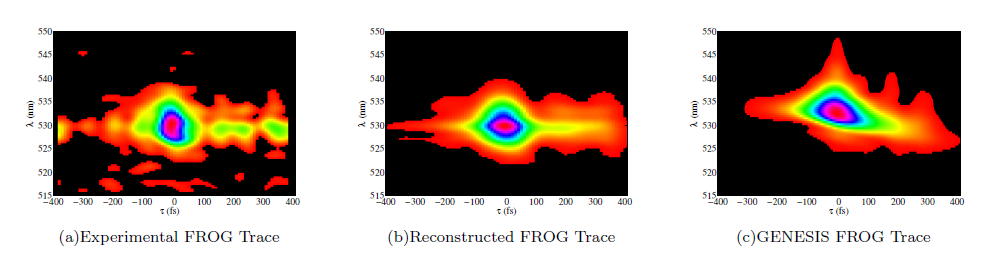 550 550 550
545 545 545
540 540 540
535 535 535
λ (nm) λ (nm) λ (nm)
530 530 530
525 525 525
520 520 520
515 515 515
−400 −300 −200 −100 0 100 200 300 400 −400 −300 −200 −100 0 100 200 300 400 −400 −300 −200 −100 0 100 200 300 400
τ (fs) τ (fs) τ (fs)
(a)Experimental FROG Trace (b)Reconstructed FROG Trace (c)GENESIS FROG Trace